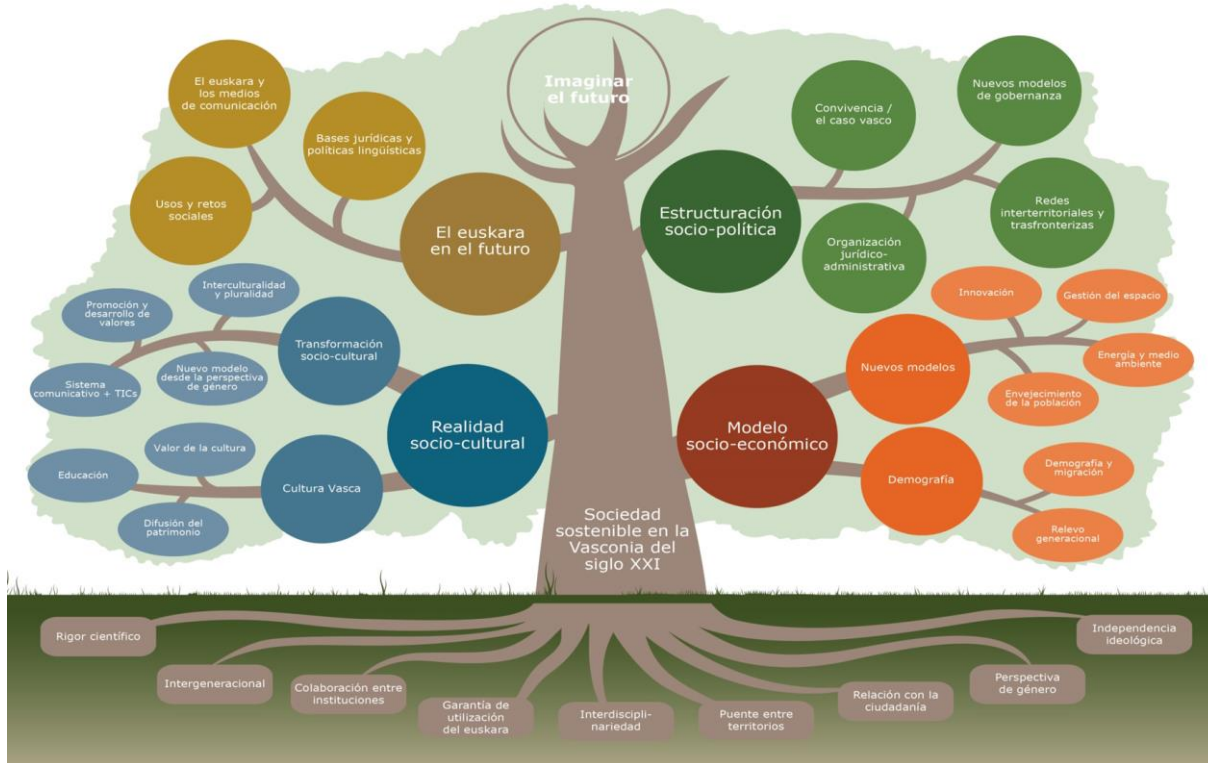 Imaginar
el futuro
El euskara y
los medios
de comunicación
Bases jurídicas y
políticas lingüísticas
Usos y retos
sociales
El euskara
en el futuro
Convivencia /
el caso vasco
Nuevos modelos
de gobernanza
Estructuración
socio-política
Organización
jurídico-
administrativa
Redes
interterritoriales y
trasfronterizas
Interculturalidad
y pluralidad
Promoción y
desarrollo de
valores
Transformación
socio-cultural
Sistema
comunicativo + TICs
Nuevo modelo
desde la perspectiva
de género
Realidad
socio-cultural
Valor de la cultura
Educación
Cultura Vasca
Difusión del
patrimonio
Innovación
Gestión del espacio
Nuevos modelos
Energía y medio
ambiente
Envejecimiento
de la población
Modelo
socio-económico
Demografía y
migración
Demografía
Relevo
generacional
Sociedad
sostenible en la
Vasconia del
siglo XXI
Rigor científico
Intergeneracional
Colaboración entre
instituciones
Garantía de
utilización
del euskara
Interdiscipli-
nariedad
Puente entre
territorios
Relación con la
ciudadanía
Perspectiva
de género
Independencia
ideológica